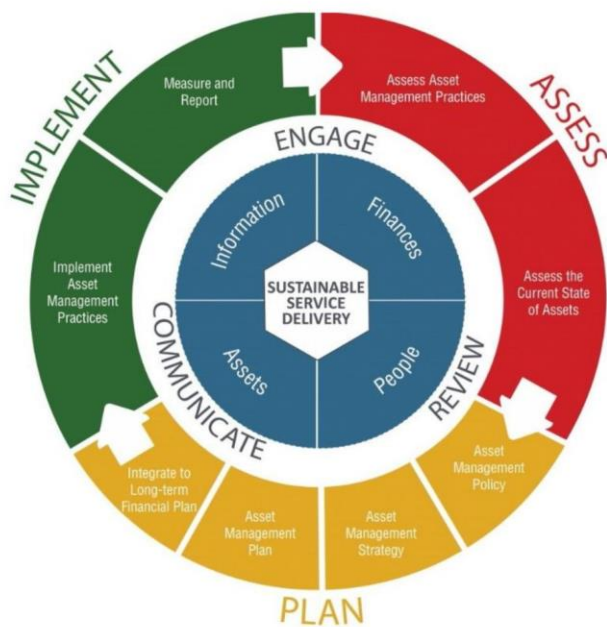 IMPLEMENT
ASSESS
PLAN
Measure and
Report
Assess Asset
Management Practices
Assess the
Current State
of Assets
Asset
Management
Policy
Asset
Management
Strategy
Asset
Management
Plan
Integrate to
Long-term
Financial Plan
Implement
Asset
Management
Practices
ENGAGE
REVIEW
COMMUNICATE
Information
Finances
People
Assets
SUSTAINABLE
SERVICE
DELIVERY